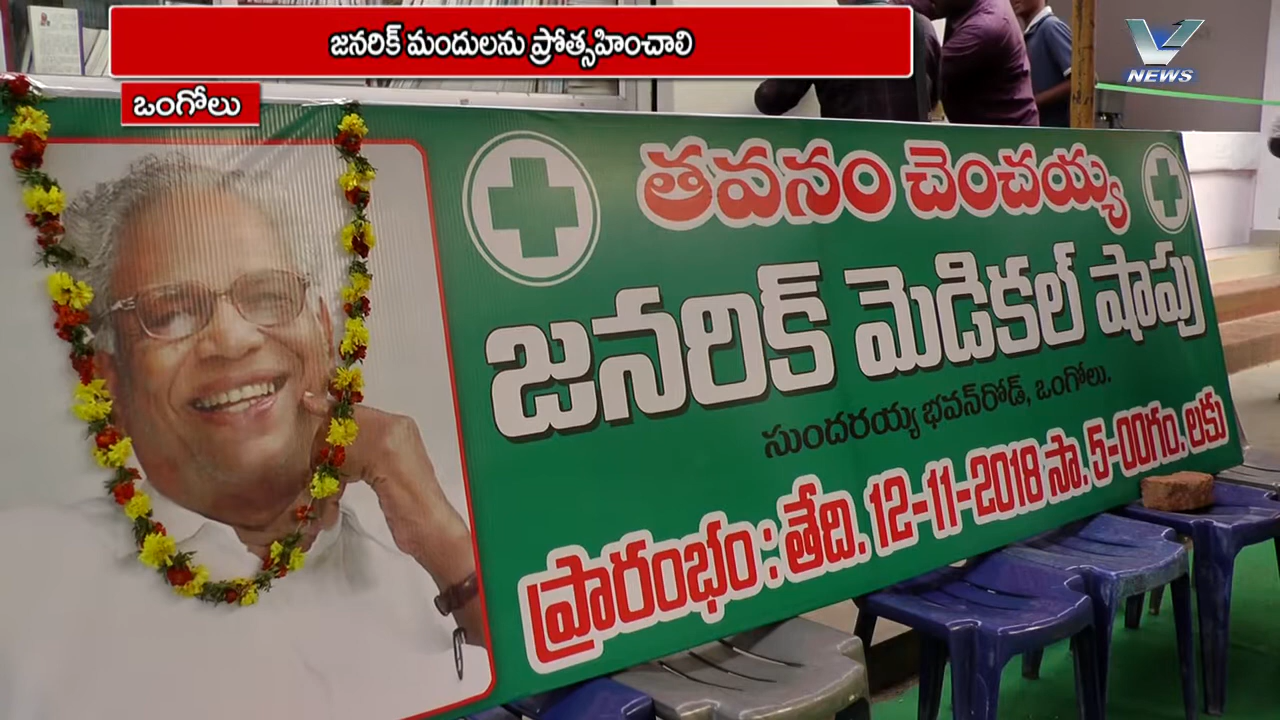 జనరిక్ మందులను ప్రోత్సహించాలి
V NEWS
ఒంగోలు
తవనం చెంచయ్య
జనరిక్ మెడికల్ షాపు
సుందరయ్య భవన్‌రోడ్, ఒంగోలు.
ప్రారంభం : తేది. 12-11-2018 సా. 5-00గం. లకు